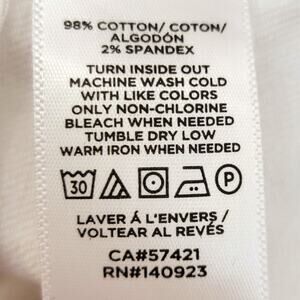 98% COTTON/ COTON/
ALGODÓN
2% SPANDEX
TURN INSIDE OUT
MACHINE WASH COLD
WITH LIKE COLORS
ONLY NON-CHLORINE
BLEACH WHEN NEEDED
TUMBLE DRY LOW
WARM IRON WHEN NEEDED
30 P
LAVER Á L'ENVERS /
VOLTEAR AL REVÉS
CA#57421
RN#140923